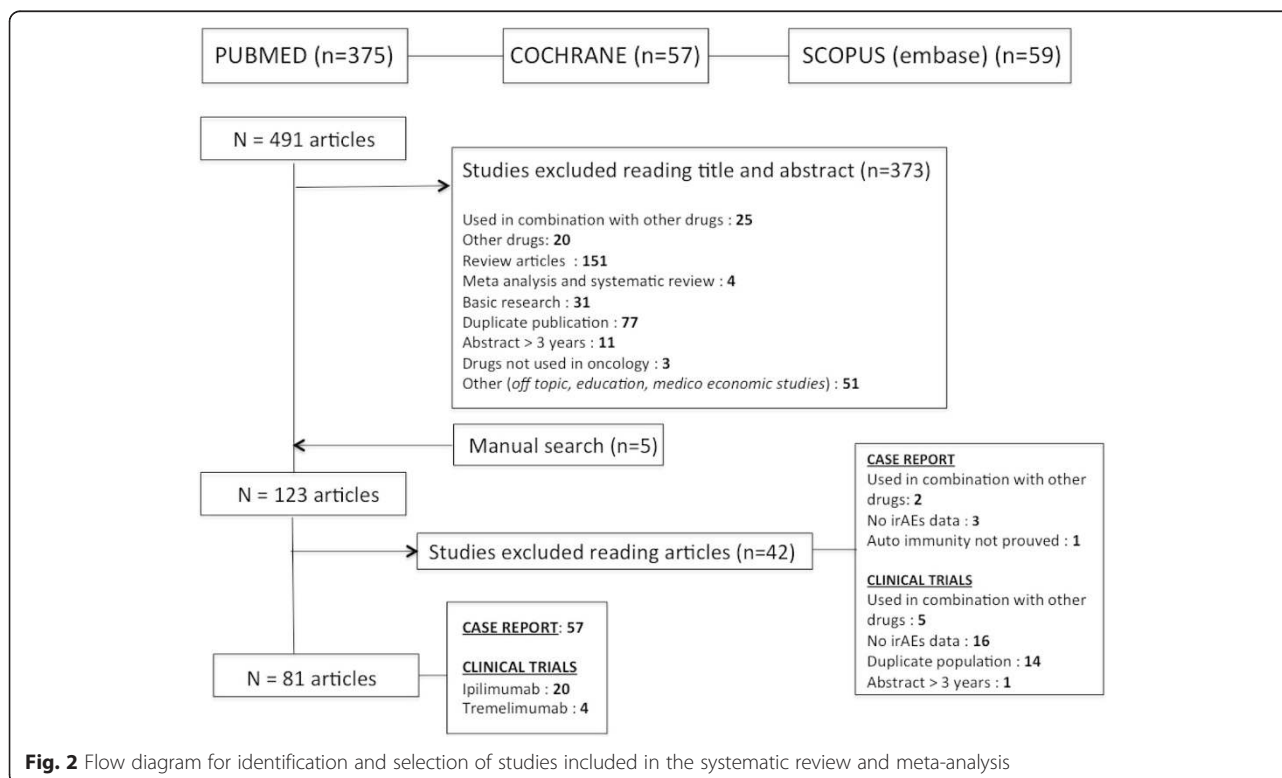 PUBMED (n=375)
COCHRANE (n=57)
SCOPUS (embase) (n=59)
N = 491 articles
Studies excluded reading title and abstract (n=373)
Used in combination with other drugs : 25
Other drugs: 20
Review articles : 151
Meta analysis and systematic review : 4
Basic research : 31
Duplicate publication : 77
Abstract > 3 years : 11
Drugs not used in oncology : 3
Other (off topic, education, medico economic studies) : 51
Manual search (n=5)
N = 123 articles
Studies excluded reading articles (n=42)
CASE REPORT
Used in combination with other
drugs: 2
No irAEs data : 3
Auto immunity not prouved : 1
CLINICAL TRIALS
Used in combination with other
drugs : 5
No irAEs data : 16
Duplicate population : 14
Abstract > 3 years : 1
N = 81 articles
CASE REPORT: 57
CLINICAL TRIALS
Ipilimumab : 20
Tremelimumab : 4
Fig. 2 Flow diagram for identification and selection of studies included in the systematic review and meta-analysis